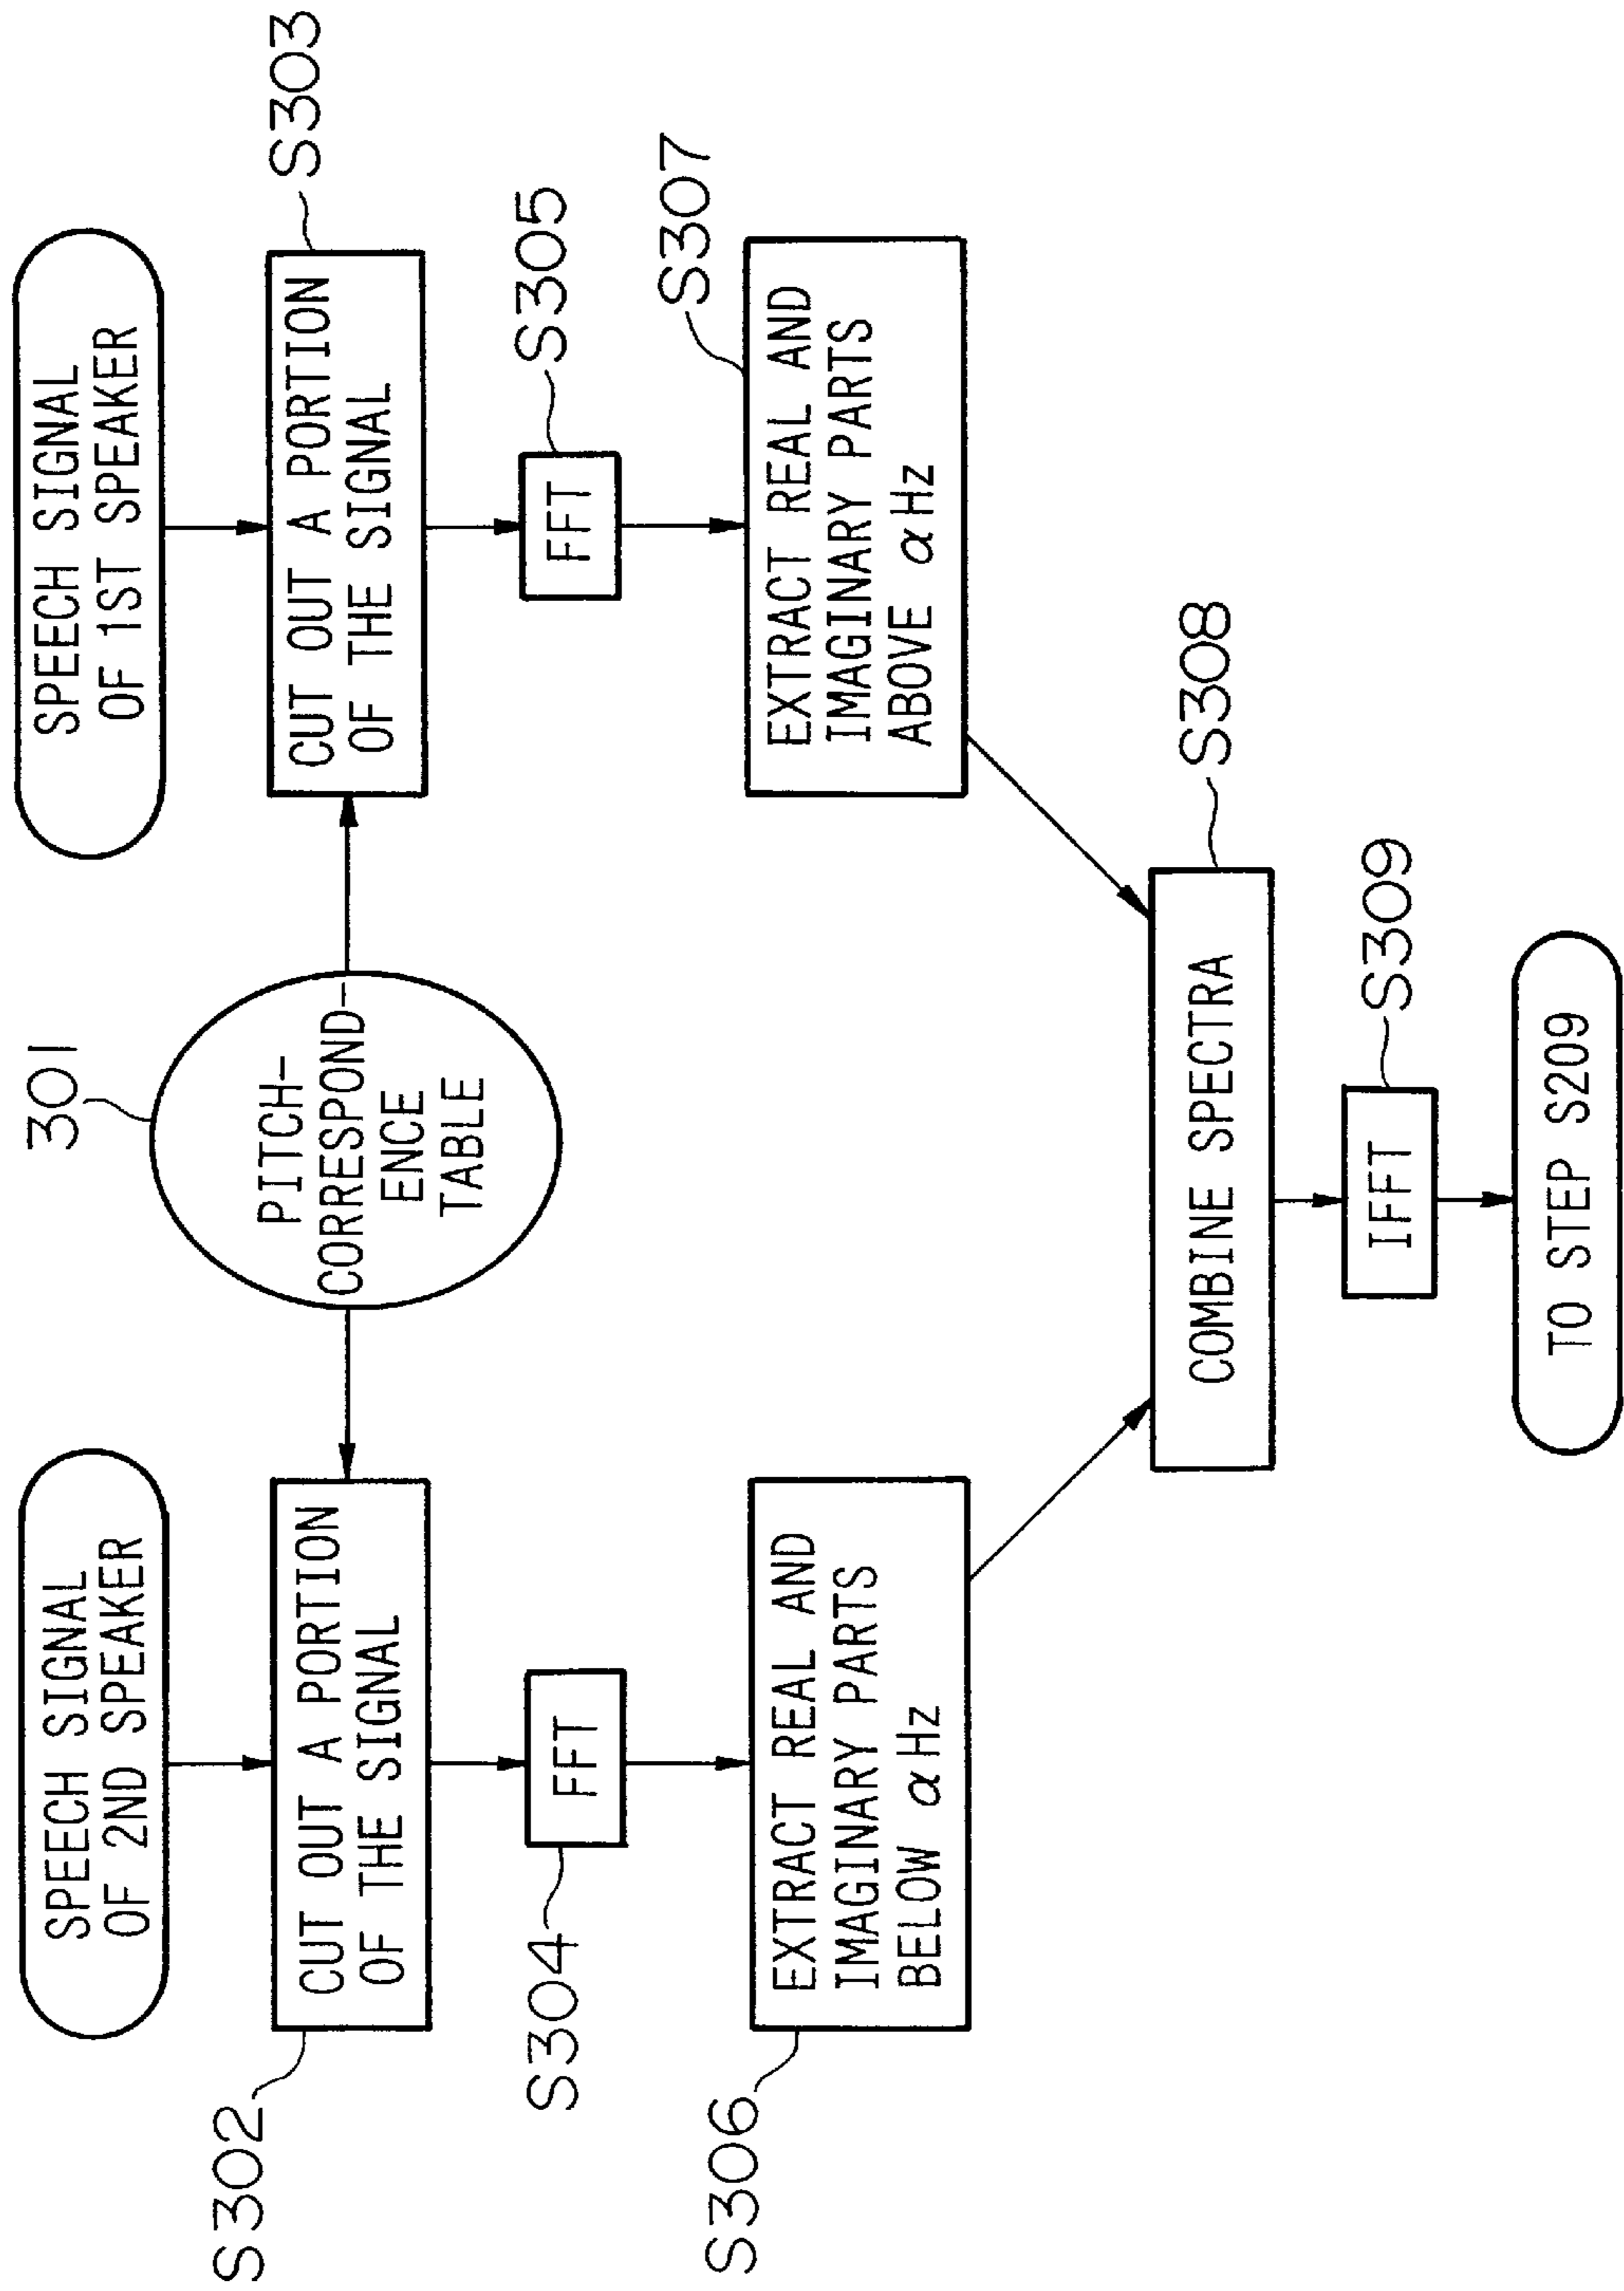 SPEECH SIGNAL
OF 2ND SPEAKER
SPEECH SIGNAL
OF 1ST SPEAKER
301
PITCH-
CORRESPOND-
ENCE
TABLE
S302
CUT OUT A PORTION
OF THE SIGNAL
CUT OUT A PORTION
OF THE SIGNAL
S303
S304
FFT
FFT
S305
S306
EXTRACT REAL AND
IMAGINARY PARTS
BELOW αHz
EXTRACT REAL AND
IMAGINARY PARTS
ABOVE αHz
S307
COMBINE SPECTRA
S308
IFFT
S309
TO STEP S209